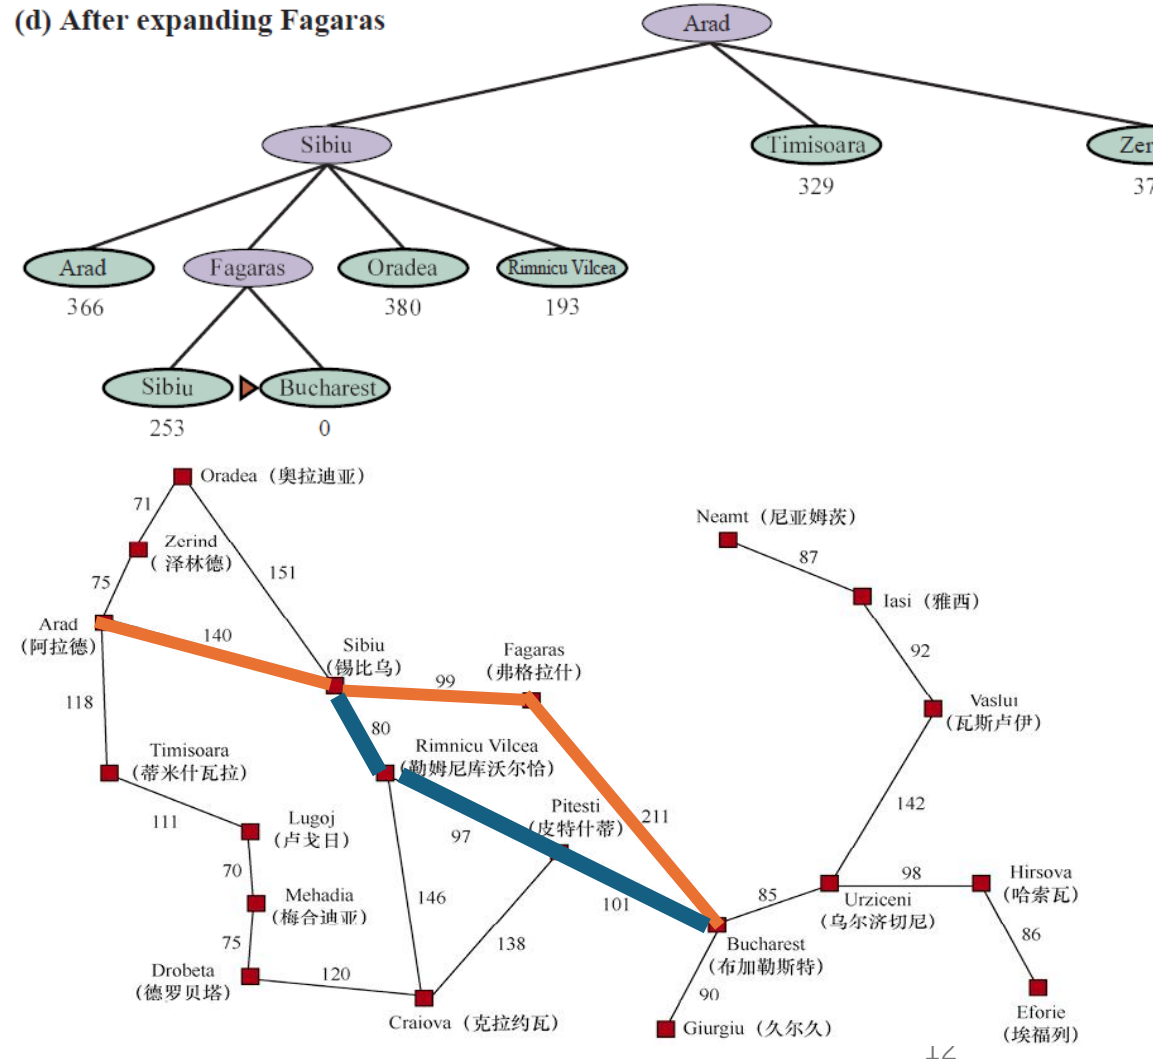 (d) After expanding Fagaras
Arad
Sibiu
Timisoara
Zer
329
37
Arad
Fagaras
Oradea
Rimnicu Vilcea
366
380
193
Sibiu
Bucharest
253
0
Oradea（奥拉迪亚）
71
Neamt（尼亚姆茨）
Zerind
（泽林德）
87
75
151
Iasi（雅西）
Arad
（阿拉德）
140
Sibiu
（锡比乌）
Fagaras
（弗格拉什）
92
99
118
Vaslui
（瓦斯卢伊）
80
Timisoara
（蒂米什瓦拉）
Rimnicu Vilcea
（勒姆尼库沃尔恰）
142
111
Lugoj
（卢戈日）
Pitesti
（皮特什蒂）
211
97
70
98
Hirsova
（哈索瓦）
Mehadia
（梅合迪亚）
146
101
85
Urziceni
（乌尔济切尼）
75
138
86
Bucharest
（布加勒斯特）
Drobeta
（德罗贝塔）
120
90
Craiova（克拉约瓦）
Giurgiu（久尔久）
Eforie
（埃福列）
12